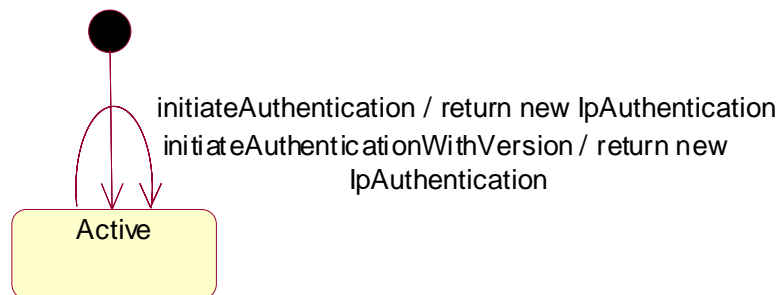 initiateAuthentication / return new IpAuthentication
initiateAuthenticationWithVersion / return new
IpAuthentication
Active